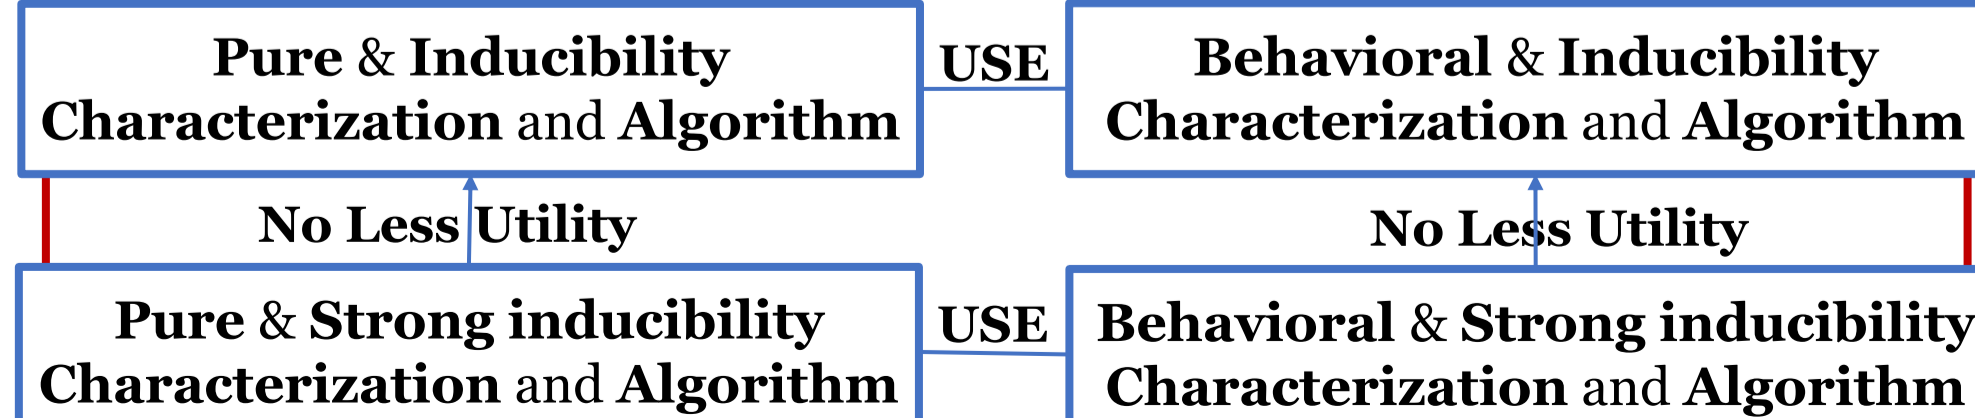 Pure & Inducibility
Characterization and Algorithm
USE
Behavioral & Inducibility
Characterization and Algorithm
No Less Utility
No Less Utility
Pure & Strong inducibility
Characterization and Algorithm
USE
Behavioral & Strong inducibility
Characterization and Algorithm